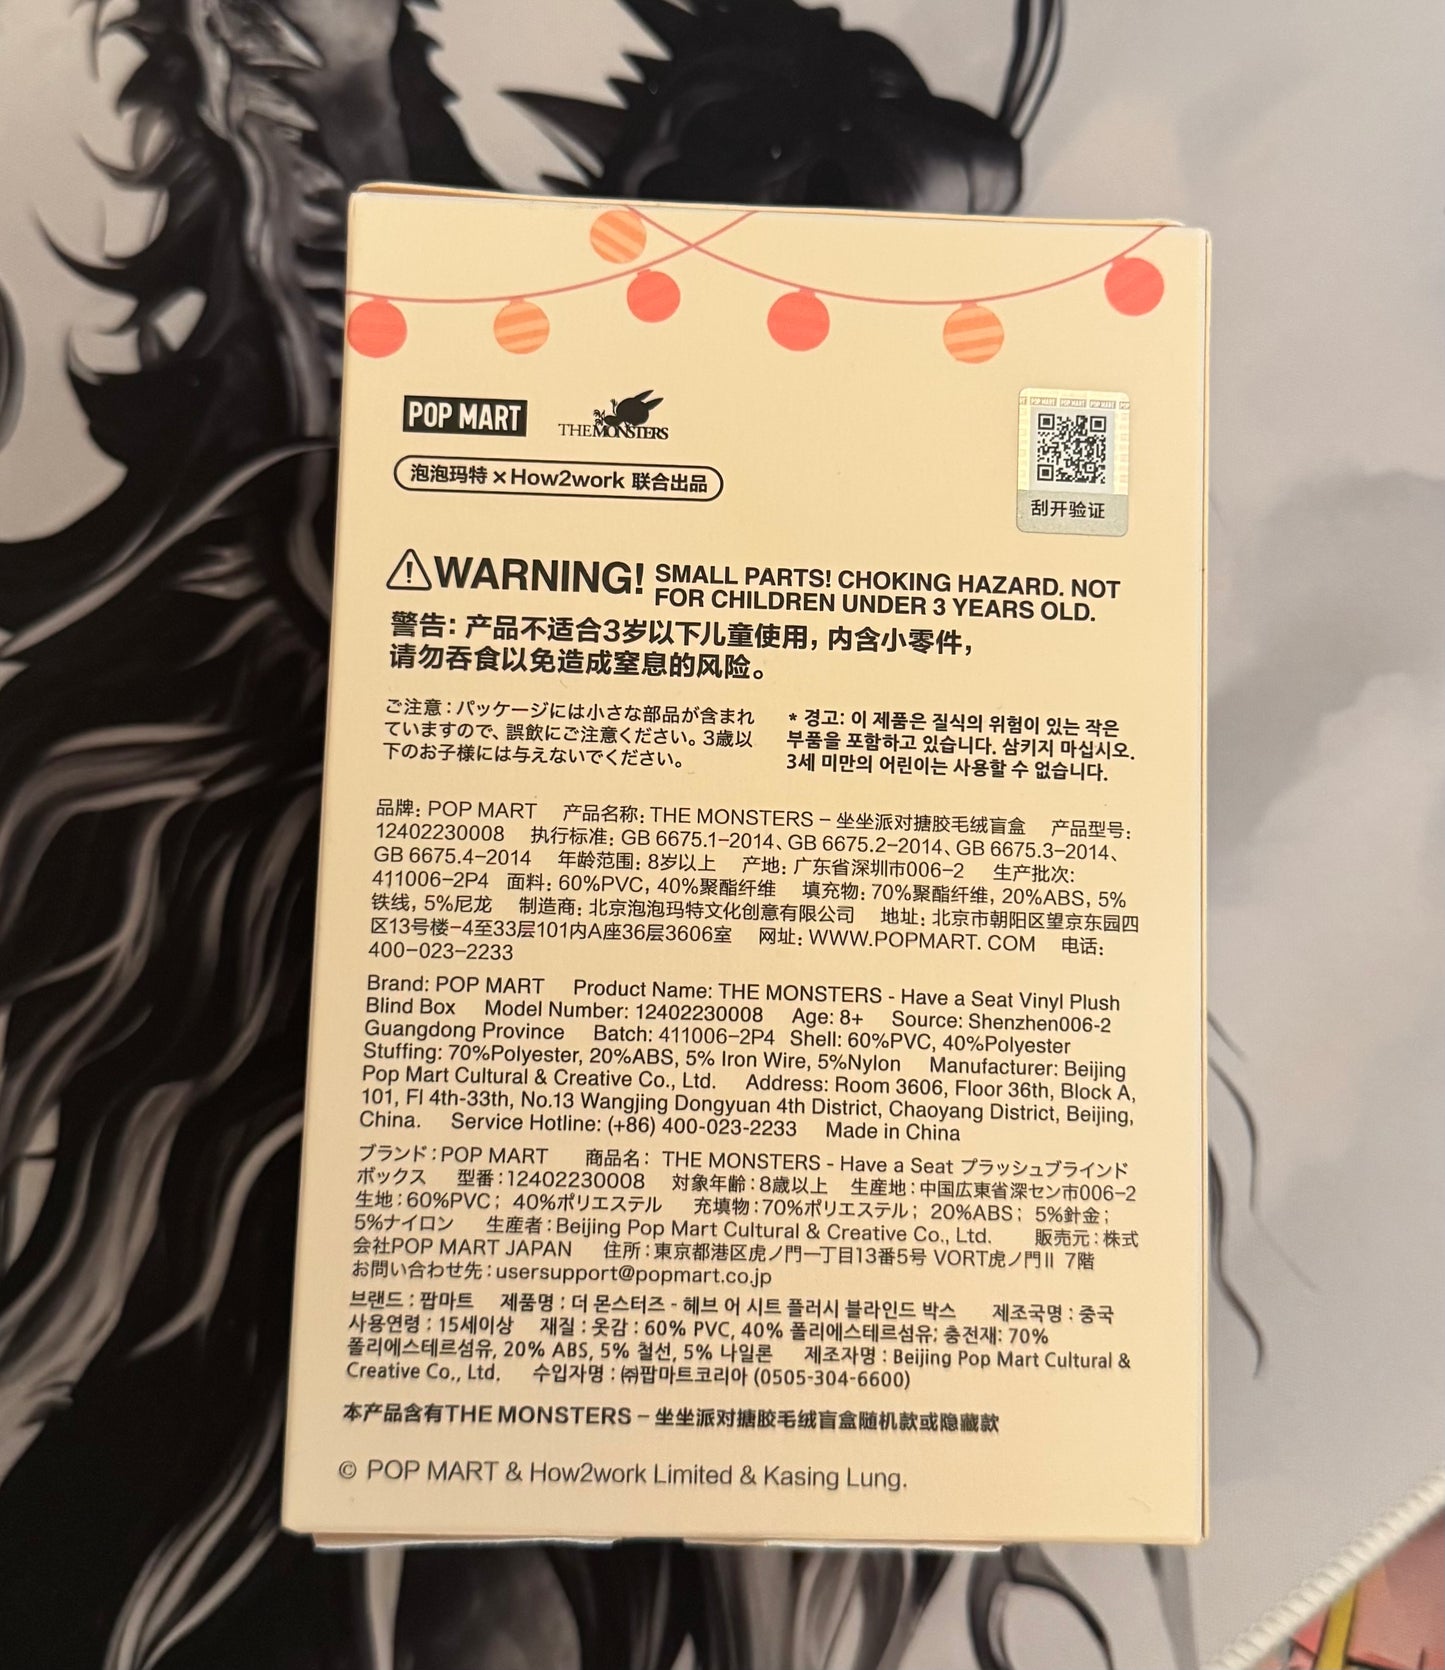 POP MART
THE MONSTERS
泡泡玛特 × How2work 联合出品
刮开验证
WARNING! SMALL PARTS! CHOKING HAZARD. NOT
FOR CHILDREN UNDER 3 YEARS OLD.
警告: 产品不适合3岁以下儿童使用, 内含小零件,
请勿吞食以免造成窒息的风险。
ご注意：パッケージには小さな部品が含まれ
ていますので、誤飲にご注意ください。3歳以
下のお子様には与えないでください。
* 경고: 이 제품은 질식의 위험이 있는 작은
부품을 포함하고 있습니다. 삼키지 마십시오.
3세 미만의 어린이는 사용할 수 없습니다.
品牌: POP MART 产品名称: THE MONSTERS – 坐坐派对搪胶毛绒盲盒 产品型号:
12402230008 执行标准: GB 6675.1–2014、GB 6675.2–2014、GB 6675.3–2014、
GB 6675.4–2014 年龄范围: 8岁以上 产地: 广东省深圳市006–2 生产批次:
411006–2P4 面料: 60%PVC, 40%聚酯纤维 填充物: 70%聚酯纤维, 20%ABS, 5%
铁线, 5%尼龙 制造商: 北京泡泡玛特文化创意有限公司 地址: 北京市朝阳区望京东园四
区13号楼–4至33层101内A座36层3606室 网址: WWW.POPMART. COM 电话:
400–023–2233
Brand: POP MART Product Name: THE MONSTERS - Have a Seat Vinyl Plush
Blind Box Model Number: 12402230008 Age: 8+ Source: Shenzhen006-2
Guangdong Province Batch: 411006–2P4 Shell: 60%PVC, 40%Polyester
Stuffing: 70%Polyester, 20%ABS, 5% Iron Wire, 5%Nylon Manufacturer: Beijing
Pop Mart Cultural & Creative Co., Ltd. Address: Room 3606, Floor 36th, Block A,
101, Fl 4th-33th, No.13 Wangjing Dongyuan 4th District, Chaoyang District, Beijing,
China. Service Hotline: (+86) 400-023-2233 Made in China
ブランド：POP MART 商品名： THE MONSTERS - Have a Seat プラッシュブラインド
ボックス 型番：12402230008 対象年齢：8歳以上 生産地：中国広東省深セン市006–2
生地：60%PVC； 40%ポリエステル 充填物：70%ポリエステル； 20%ABS； 5%針金；
5%ナイロン 生産者：Beijing Pop Mart Cultural & Creative Co., Ltd. 販売元：株式
会社POP MART JAPAN 住所：東京都港区虎ノ門一丁目13番5号 VORT虎ノ門II 7階
お問い合わせ先：usersupport@popmart.co.jp
브랜드 : 팝마트 제품명 : 더 몬스터즈 - 헤브 어 시트 플러시 블라인드 박스 제조국명 : 중국
사용연령 : 15세이상 재질 : 옷감 : 60% PVC, 40% 폴리에스테르섬유; 충전재: 70%
폴리에스테르섬유, 20% ABS, 5% 철선, 5% 나일론 제조자명 : Beijing Pop Mart Cultural &
Creative Co., Ltd. 수입자명 : ㈜팝마트코리아 (0505-304-6600)
本产品含有THE MONSTERS – 坐坐派对搪胶毛绒盲盒随机款或隐藏款
© POP MART & How2work Limited & Kasing Lung.